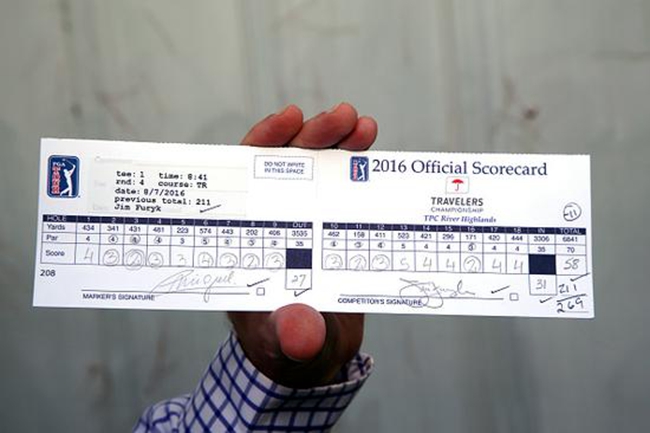 PGA TOUR
tee: 1 time: 8:41
rnd: 4 course: TR
date: 8/7/2016
previous total: 211
Jim Furyk
DO NOT WRITE
IN THIS SPACE
HOLE 1 2 3 4 5 6 7 8 9 OUT
Yards 434 341 431 481 223 574 443 202 406 3535
Par 4 4 4 4 3 5 4 3 4 35
Score 4 3 2 3 3 4 3 2 3 27
208
MARKER'S SIGNATURE
PGA TOUR
2016 Official Scorecard
TRAVELERS
CHAMPIONSHIP
TPC River Highlands
-11
10 11 12 13 14 15 16 17 18 IN TOTAL
462 158 411 523 421 296 171 420 444 3306 6841
4 3 4 5 4 4 3 4 4 35 70
3 2 3 5 4 4 2 4 4 58
31
211
269
COMPETITOR'S SIGNATURE